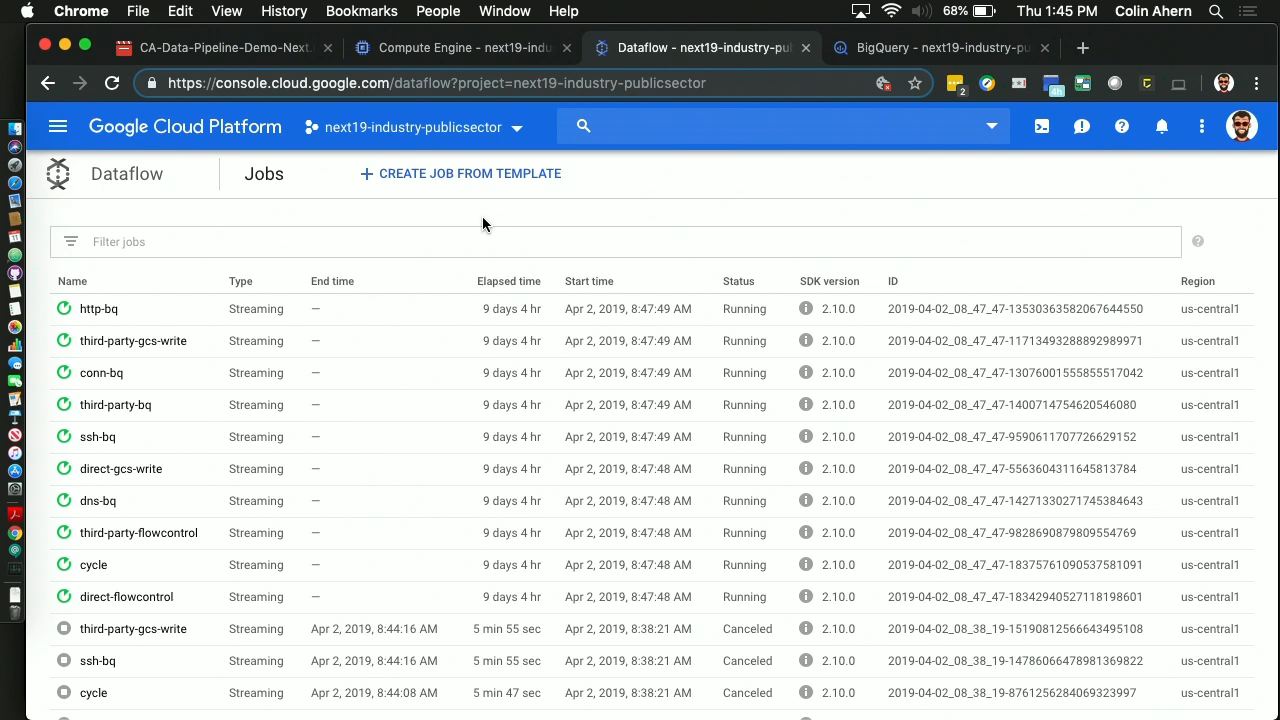 Chrome File Edit View History Bookmarks People Window Help 68% Thu 1:45 PM Colin Ahern
CA-Data-Pipeline-Demo-Next. Compute Engine - next19-indu Dataflow - next19-industry-pul BigQuery - next19-industry-pu
https://console.cloud.google.com/dataflow?project=next19-industry-publicsector 2 4h
Google Cloud Platform next19-industry-publicsector
Dataflow Jobs + CREATE JOB FROM TEMPLATE
Filter jobs
Name Type End time Elapsed time Start time Status SDK version ID Region
http-bq Streaming — 9 days 4 hr Apr 2, 2019, 8:47:49 AM Running 2.10.0 2019-04-02_08_47_47-13530363582067644550 us-central1
third-party-gcs-write Streaming — 9 days 4 hr Apr 2, 2019, 8:47:49 AM Running 2.10.0 2019-04-02_08_47_47-11713493288892989971 us-central1
conn-bq Streaming — 9 days 4 hr Apr 2, 2019, 8:47:49 AM Running 2.10.0 2019-04-02_08_47_47-13076001555855517042 us-central1
third-party-bq Streaming — 9 days 4 hr Apr 2, 2019, 8:47:49 AM Running 2.10.0 2019-04-02_08_47_47-1400714754620546080 us-central1
ssh-bq Streaming — 9 days 4 hr Apr 2, 2019, 8:47:49 AM Running 2.10.0 2019-04-02_08_47_47-9590611707726629152 us-central1
direct-gcs-write Streaming — 9 days 4 hr Apr 2, 2019, 8:47:48 AM Running 2.10.0 2019-04-02_08_47_47-5563604311645813784 us-central1
dns-bq Streaming — 9 days 4 hr Apr 2, 2019, 8:47:48 AM Running 2.10.0 2019-04-02_08_47_47-14271330271745384643 us-central1
third-party-flowcontrol Streaming — 9 days 4 hr Apr 2, 2019, 8:47:48 AM Running 2.10.0 2019-04-02_08_47_47-9828690879809554769 us-central1
cycle Streaming — 9 days 4 hr Apr 2, 2019, 8:47:48 AM Running 2.10.0 2019-04-02_08_47_47-18375761090537581091 us-central1
direct-flowcontrol Streaming — 9 days 4 hr Apr 2, 2019, 8:47:48 AM Running 2.10.0 2019-04-02_08_47_47-18342940527118198601 us-central1
third-party-gcs-write Streaming Apr 2, 2019, 8:44:16 AM 5 min 55 sec Apr 2, 2019, 8:38:21 AM Canceled 2.10.0 2019-04-02_08_38_19-15190812566643495108 us-central1
ssh-bq Streaming Apr 2, 2019, 8:44:16 AM 5 min 55 sec Apr 2, 2019, 8:38:21 AM Canceled 2.10.0 2019-04-02_08_38_19-14786066478981369822 us-central1
cycle Streaming Apr 2, 2019, 8:44:08 AM 5 min 47 sec Apr 2, 2019, 8:38:21 AM Canceled 2.10.0 2019-04-02_08_38_19-8761256284069323997 us-central1